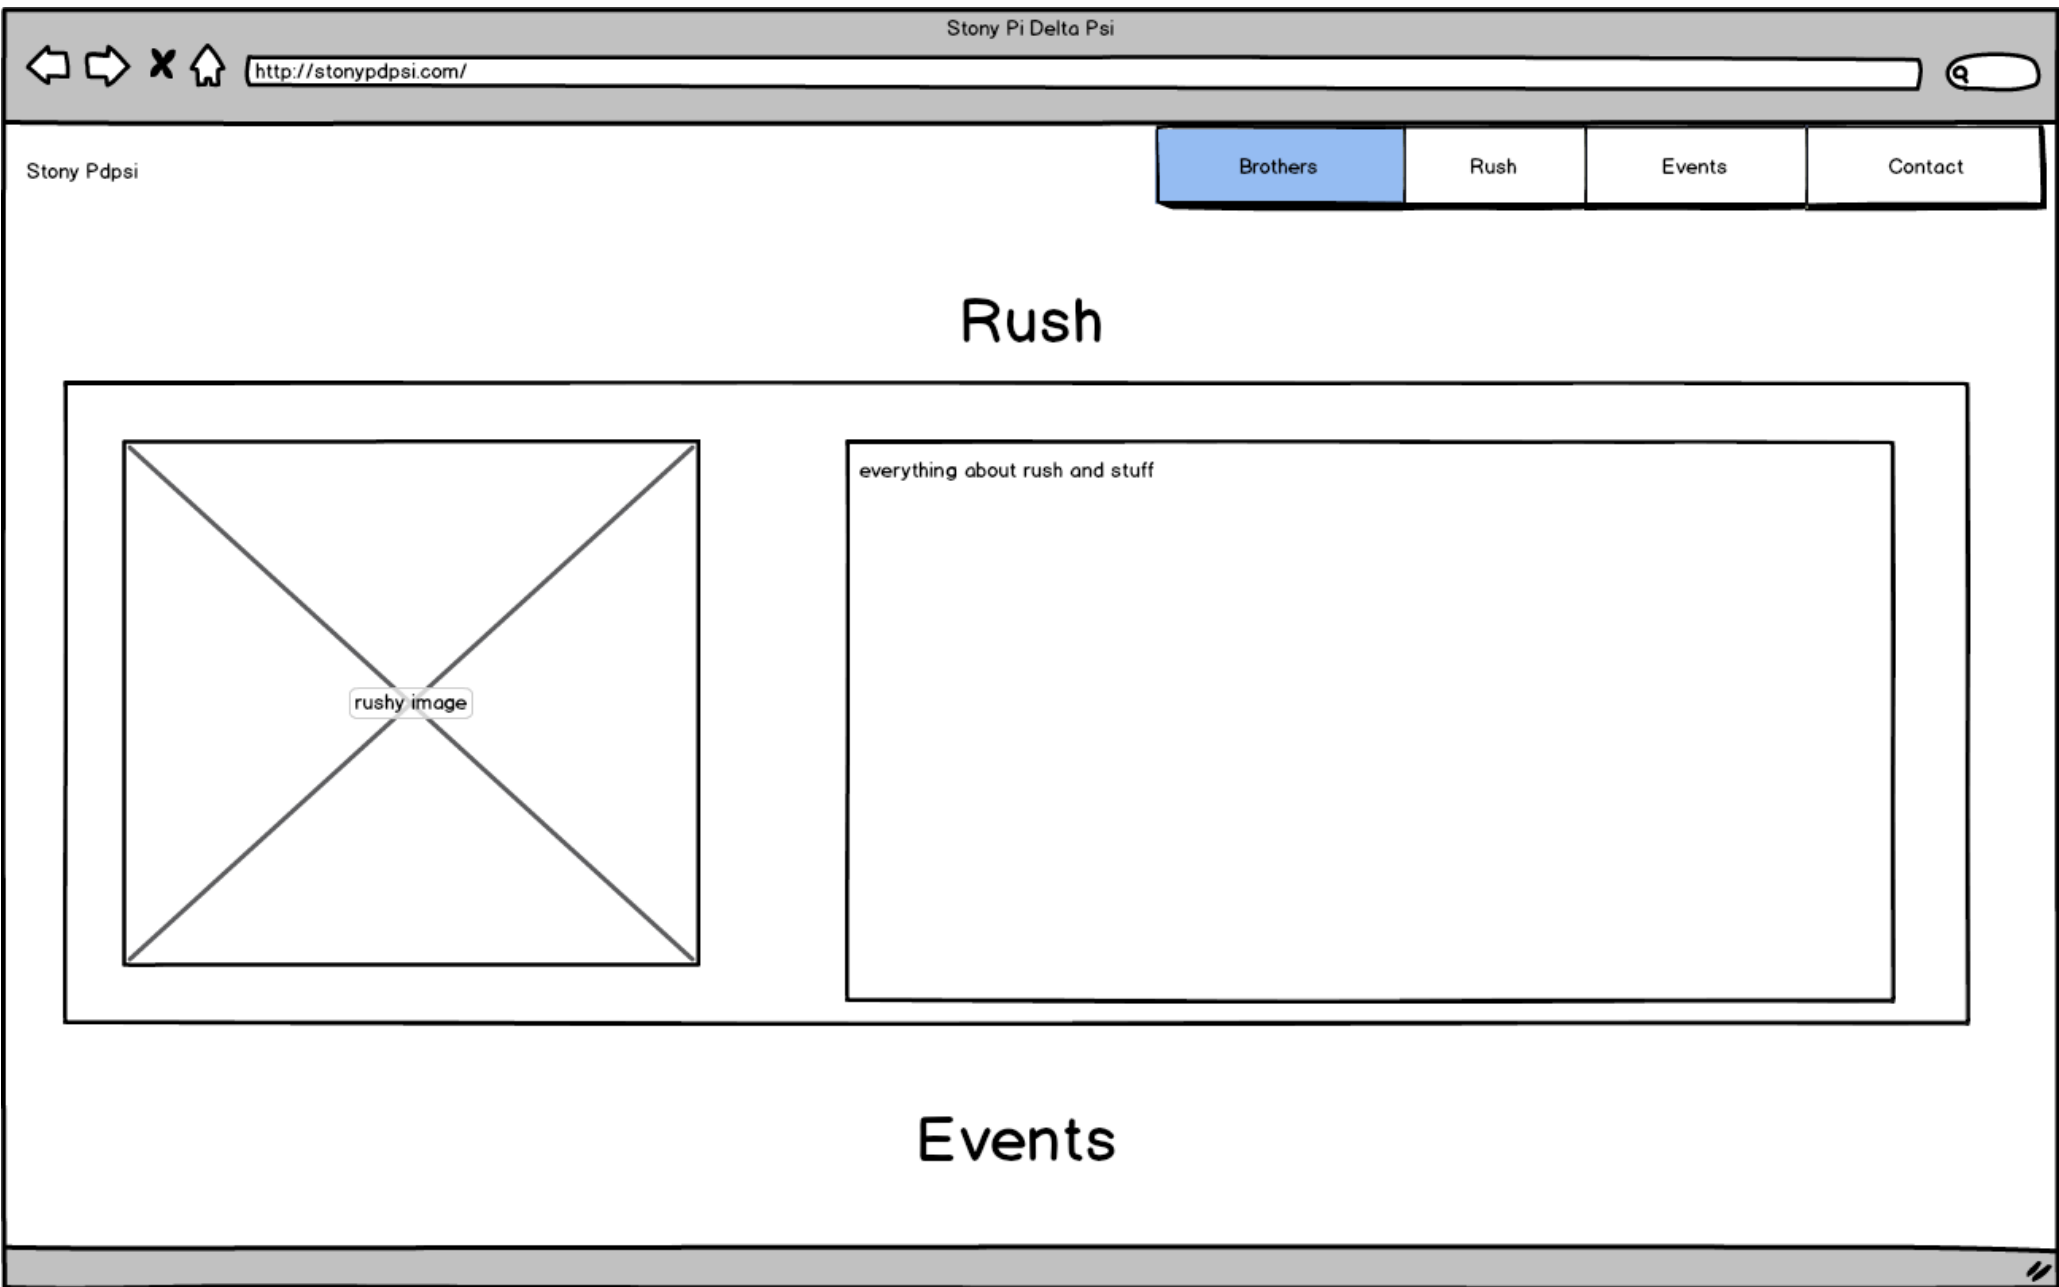 Stony Pi Delta Psi
http://stonypdpsi.com/
Stony Pdpsi
Brothers
Rush
Events
Contact
Rush
rushy image
everything about rush and stuff
Events